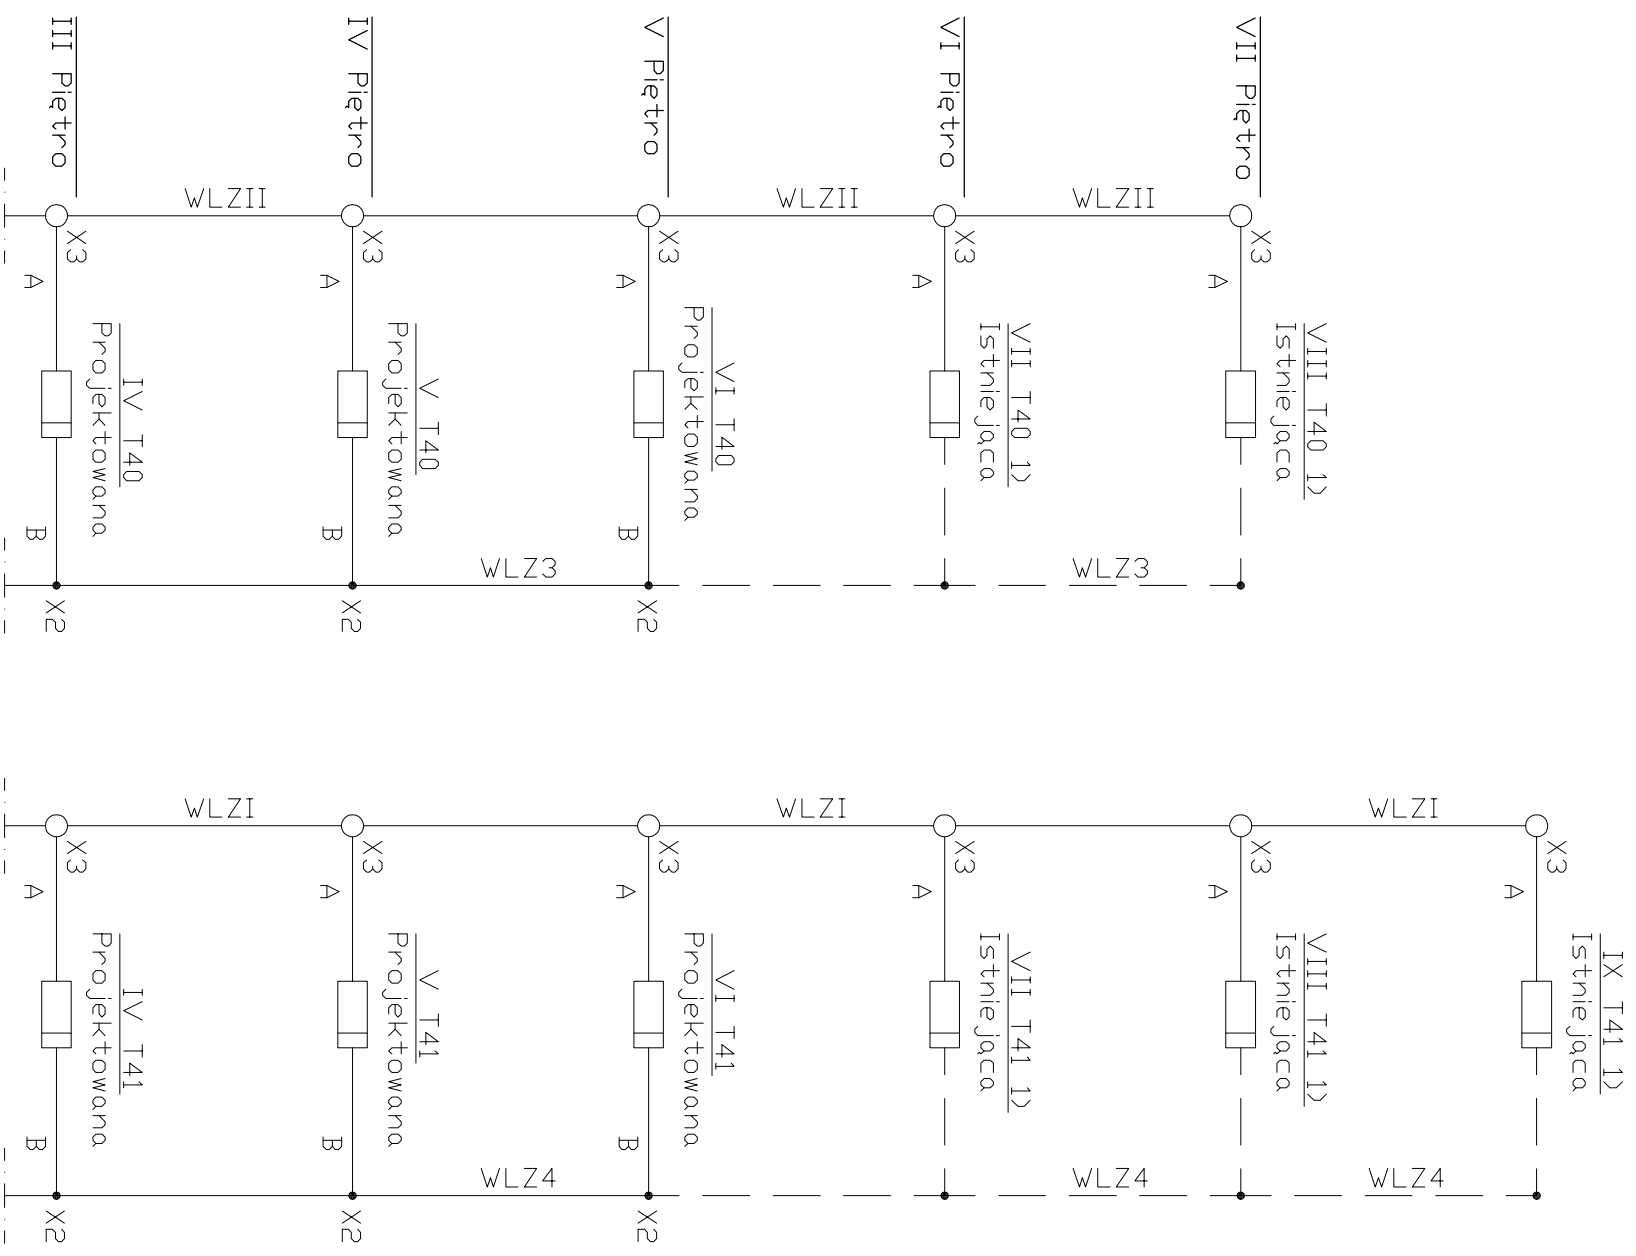 III Piętro
IV Piętro
V Piętro
VI Piętro
VII Piętro
WLZII
WLZII
WLZII
X3
X3
X3
X3
X3
A
A
A
A
A
IV T40
Projektowana
V T40
Projektowana
VI T40
Projektowana
VII T40 1)
Istniejąca
VIII T40 1)
Istniejąca
B
B
B
WLZ3
WLZ3
X2
X2
X2
WLZI
WLZI
WLZI
X3
X3
X3
X3
X3
X3
A
A
A
A
A
A
IV T41
Projektowana
V T41
Projektowana
VI T41
Projektowana
VII T41 1)
Istniejąca
VIII T41 1)
Istniejąca
IX T41 1)
Istniejąca
B
B
B
WLZ4
WLZ4
WLZ4
X2
X2
X2